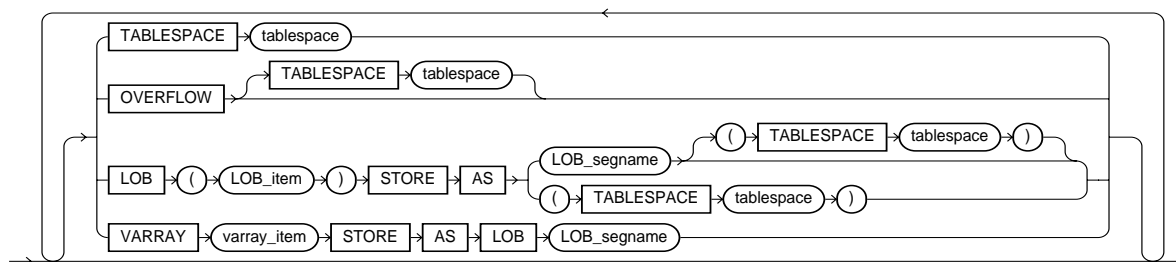 TABLESPACE tablespace
TABLESPACE tablespace
OVERFLOW
( TABLESPACE tablespace )
LOB_segname
LOB ( LOB_item ) STORE AS
( TABLESPACE tablespace )
VARRAY varray_item STORE AS LOB LOB_segname